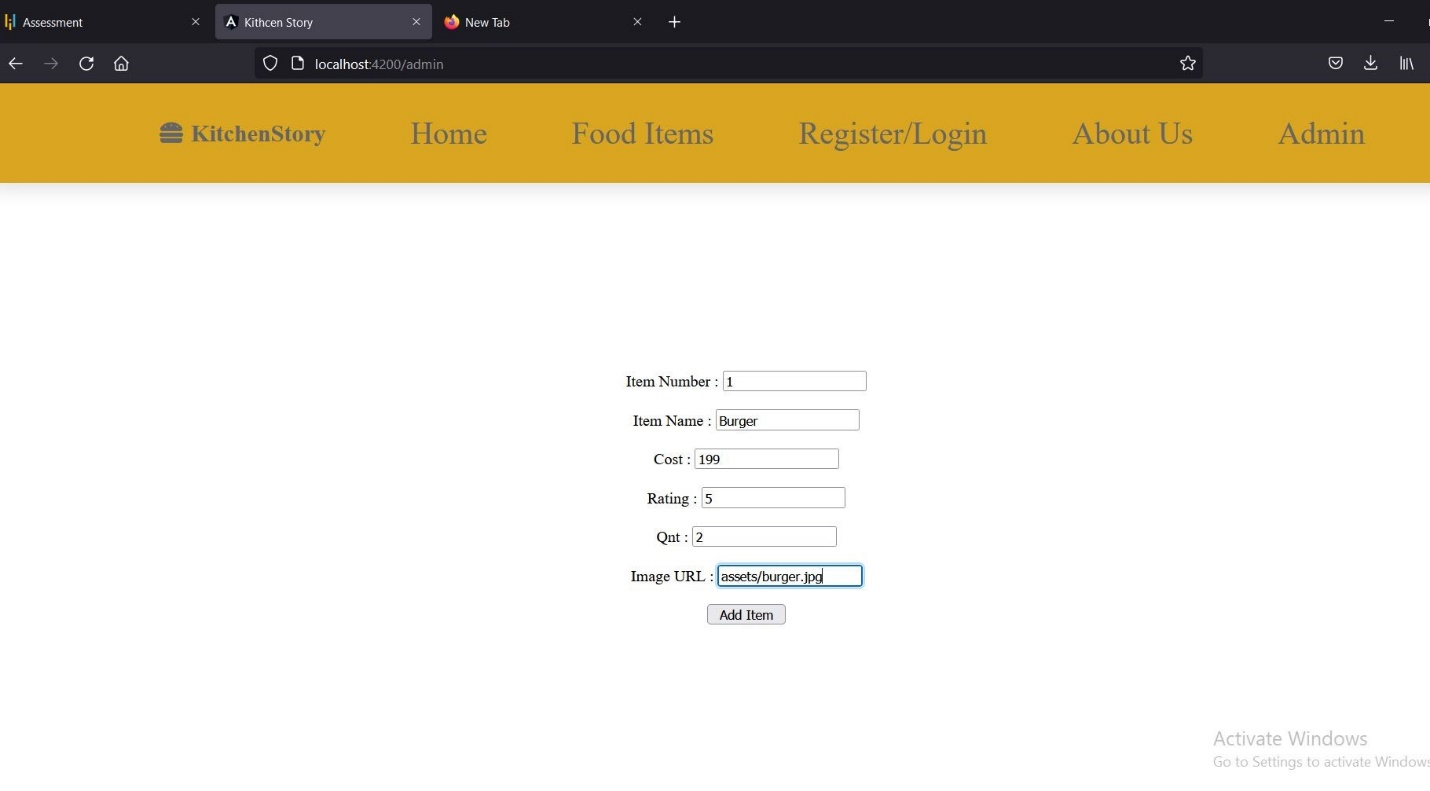 Assessment
Kithcen Story
New Tab
localhost:4200/admin
KitchenStory Home Food Items Register/Login About Us Admin
Item Number : 1
Item Name : Burger
Cost : 199
Rating : 5
Qnt : 2
Image URL : assets/burger.jpg
Add Item
Activate Windows
Go to Settings to activate Windows